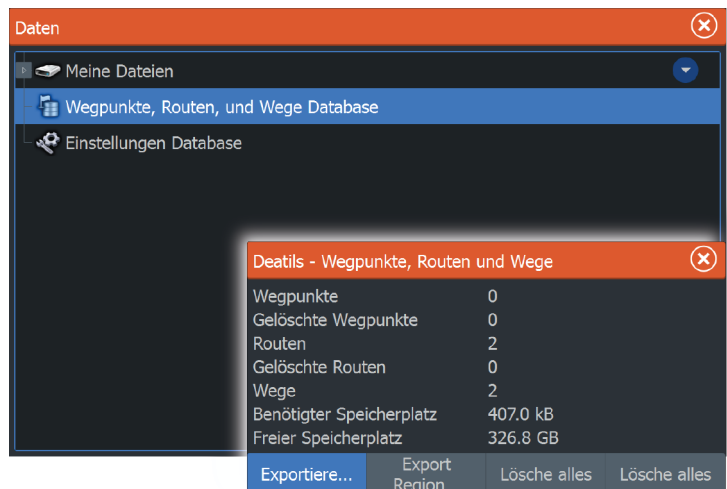 Daten
Meine Dateien
Wegpunkte, Routen, und Wege Database
Einstellungen Database
Deatils - Wegpunkte, Routen und Wege
Wegpunkte 0
Gelöschte Wegpunkte 0
Routen 2
Gelöschte Routen 0
Wege 2
Benötigter Speicherplatz 407.0 kB
Freier Speicherplatz 326.8 GB
Exportiere... Export Region... Lösche alles Lösche alles